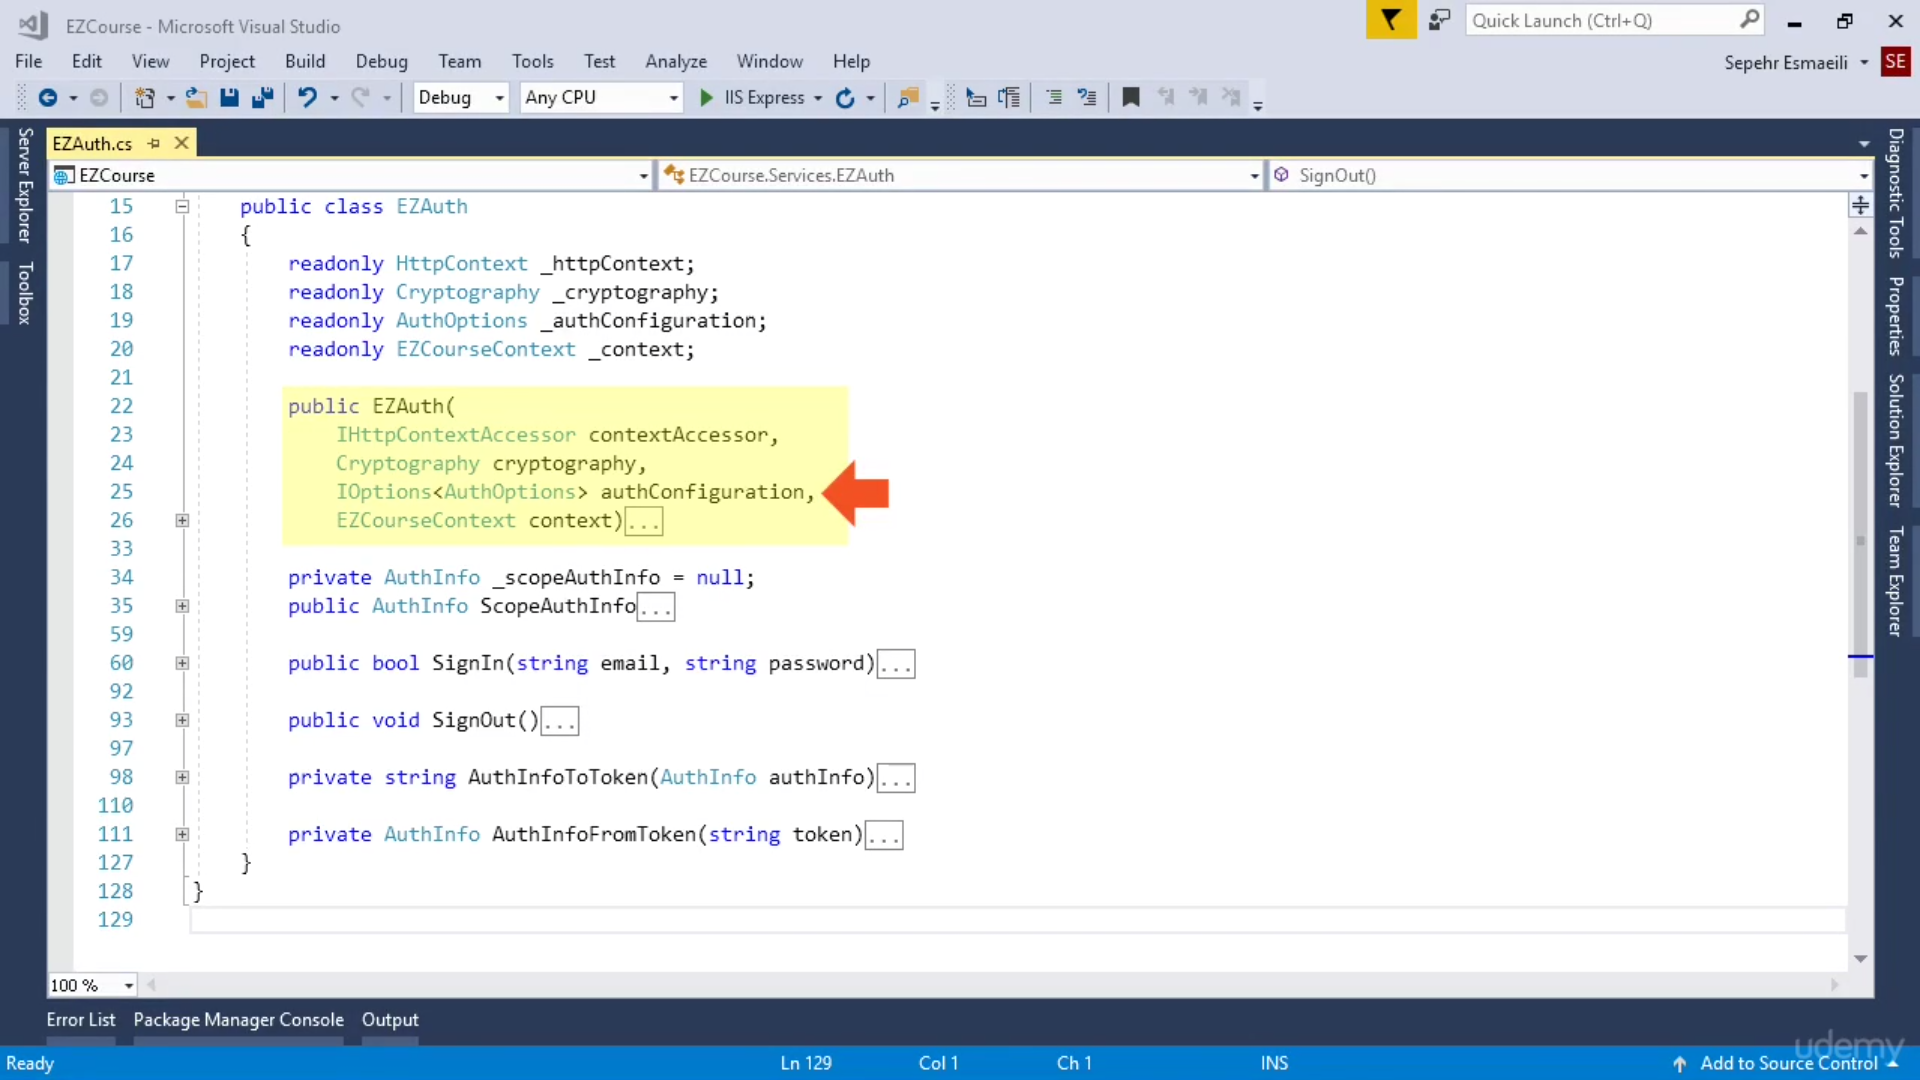 EZCourse - Microsoft Visual Studio
Quick Launch (Ctrl+Q)
File Edit View Project Build Debug Team Tools Test Analyze Window Help
Sepehr Esmaeili SE
Debug Any CPU IIS Express
Server Explorer
Toolbox
EZAuth.cs
EZCourse EZCourse.Services.EZAuth SignOut()
15 public class EZAuth
16 {
17 readonly HttpContext _httpContext;
18 readonly Cryptography _cryptography;
19 readonly AuthOptions _authConfiguration;
20 readonly EZCourseContext _context;
21
22 public EZAuth(
23 IHttpContextAccessor contextAccessor,
24 Cryptography cryptography,
25 IOptions<AuthOptions> authConfiguration,
26 EZCourseContext context)...
33
34 private AuthInfo _scopeAuthInfo = null;
35 public AuthInfo ScopeAuthInfo...
59
60 public bool SignIn(string email, string password)...
92
93 public void SignOut()...
97
98 private string AuthInfoToToken(AuthInfo authInfo)...
110
111 private AuthInfo AuthInfoFromToken(string token)...
127 }
128 }
129
Diagnostic Tools
Properties
Solution Explorer
Team Explorer
100 %
Error List Package Manager Console Output
udemy
Ready Ln 129 Col 1 Ch 1 INS Add to Source Control